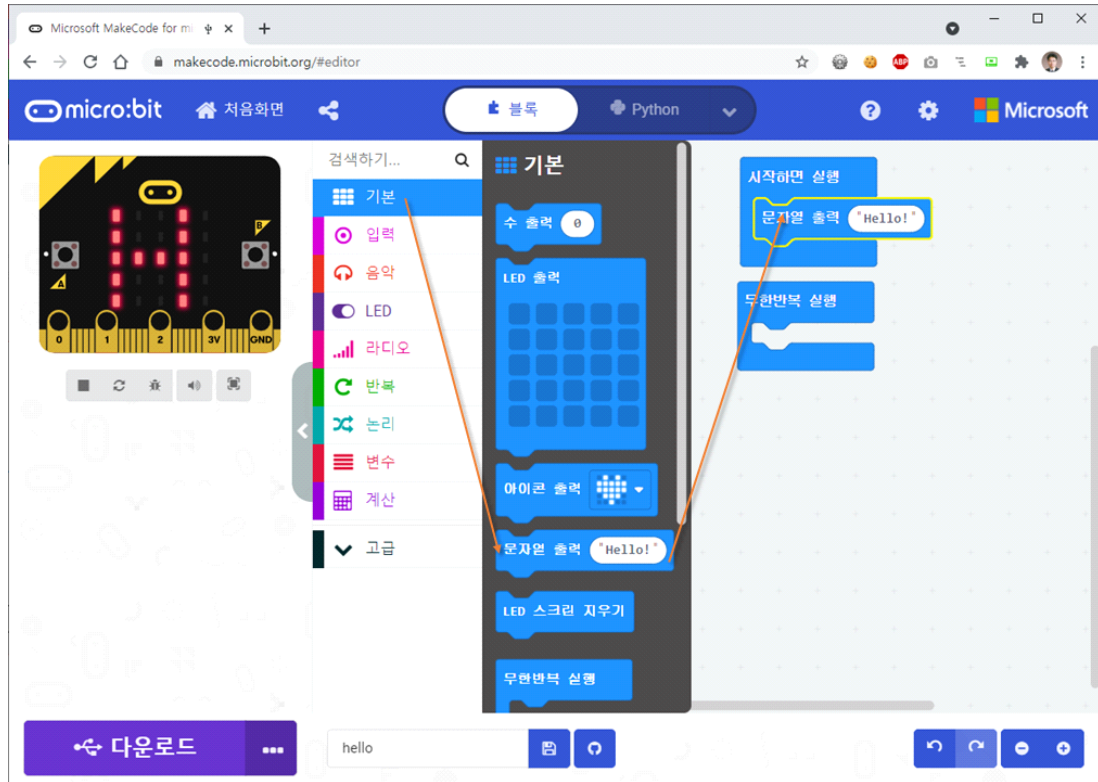 Microsoft MakeCode for mi
makecode.microbit.org/#editor
ABP
micro:bit
처음화면
블록
Python
Microsoft
검색하기...
기본
입력
음악
LED
라디오
반복
논리
변수
계산
고급
기본
수 출력 0
LED 출력
아이콘 출력
문자열 출력 "Hello!"
LED 스크린 지우기
무한반복 실행
시작하면 실행
문자열 출력 "Hello!"
무한반복 실행
A
B
0 1 2 3V GND
다운로드
hello